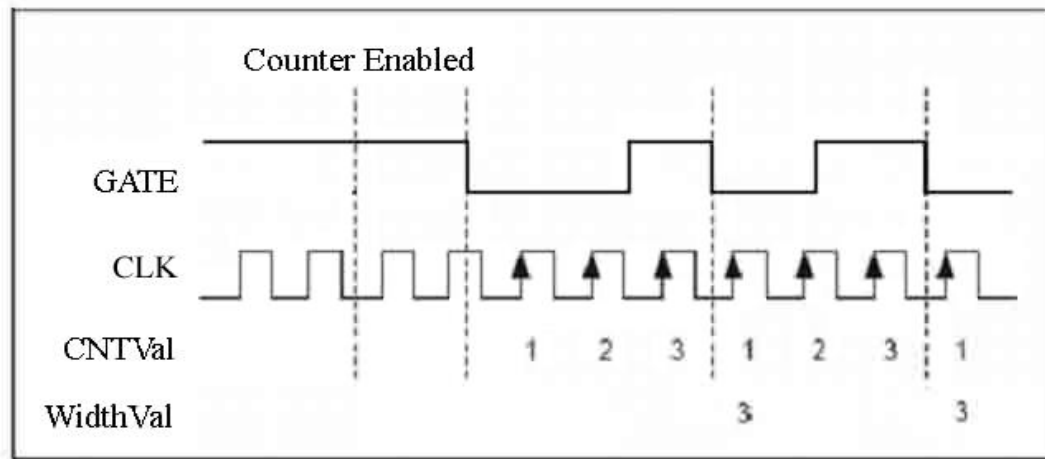 Counter Enabled
GATE
CLK
CNTVal 1 2 3 1 2 3 1
WidthVal 3 3